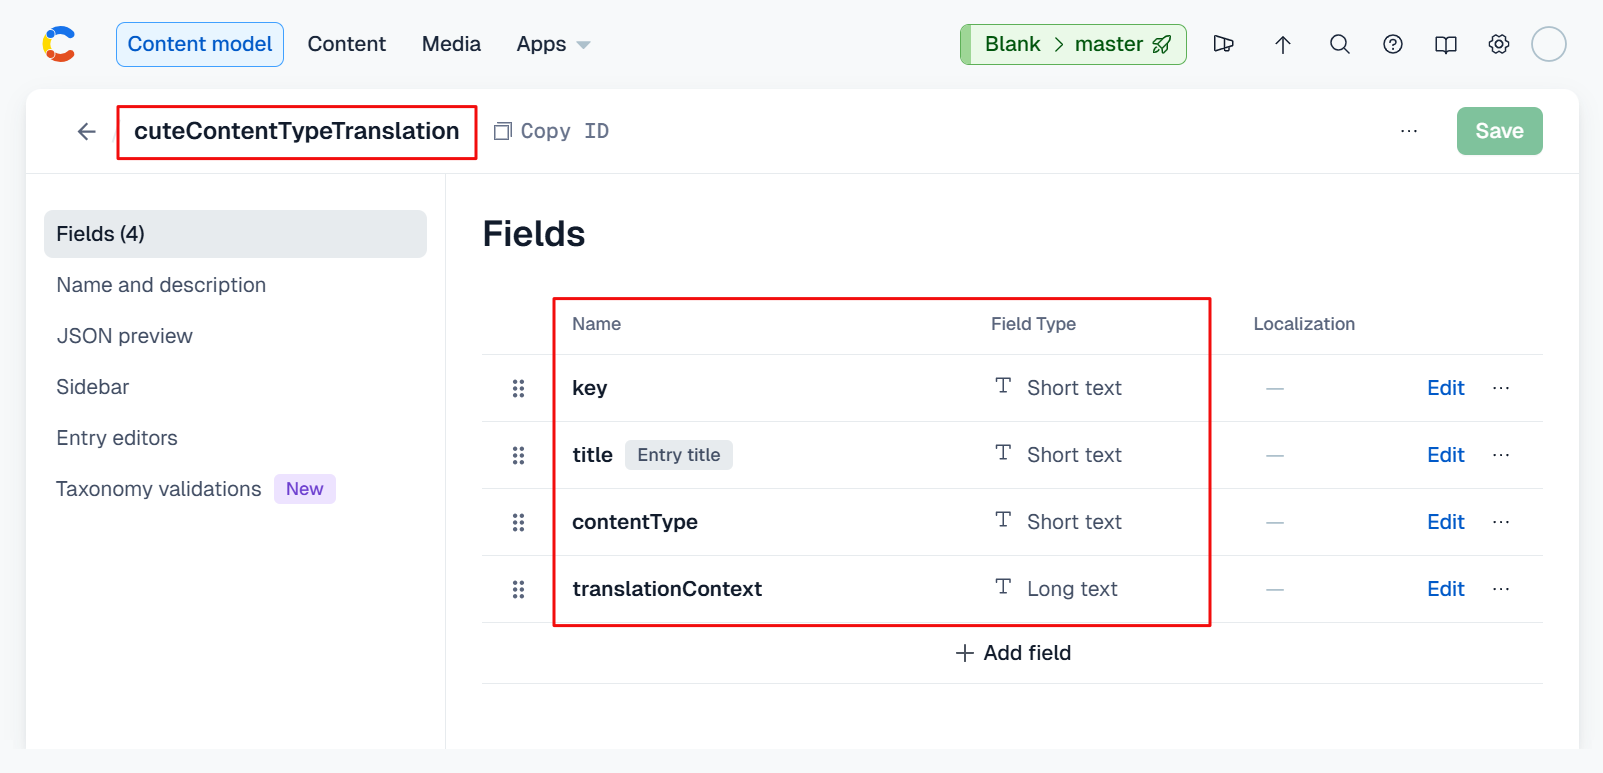 Content model Content Media Apps Blank > master
cuteContentTypeTranslation Copy ID ... Save
Fields (4)
Name and description
JSON preview
Sidebar
Entry editors
Taxonomy validations New
Fields
Name Field Type Localization
key Short text — Edit ...
title Entry title Short text — Edit ...
contentType Short text — Edit ...
translationContext Long text — Edit ...
+ Add field